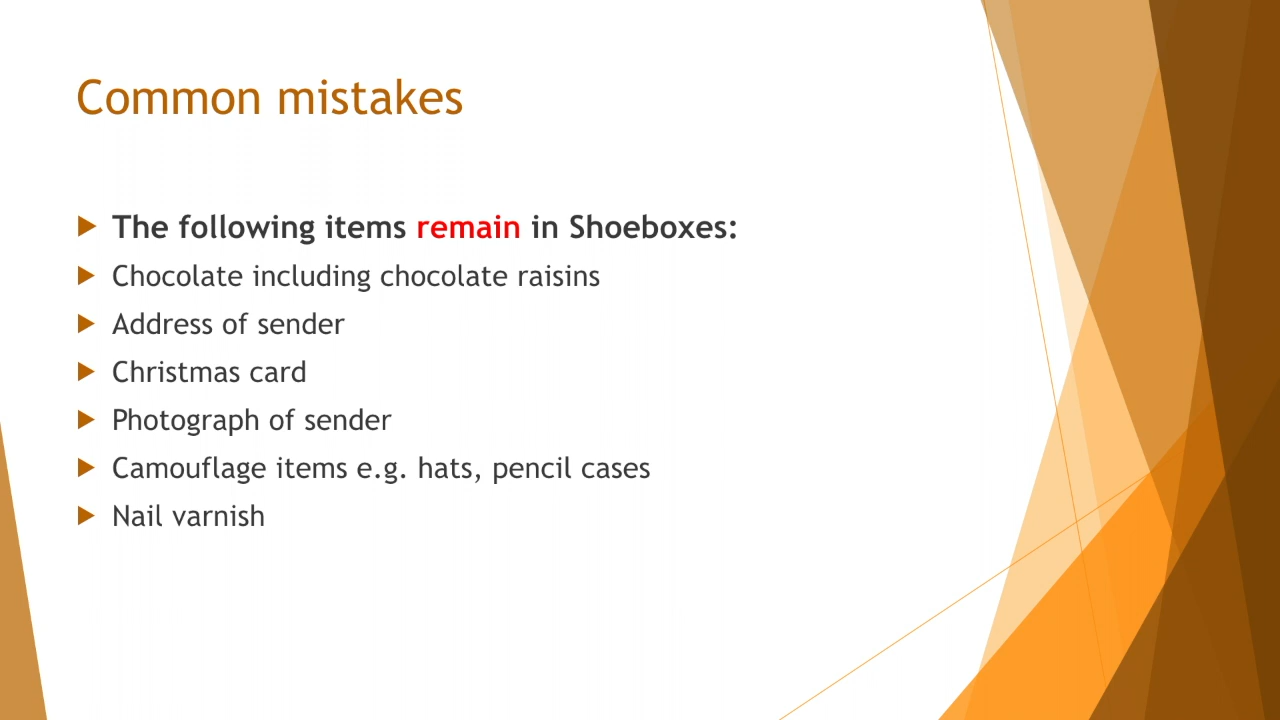 Common mistakes
The following items remain in Shoeboxes:
Chocolate including chocolate raisins
Address of sender
Christmas card
Photograph of sender
Camouflage items e.g. hats, pencil cases
Nail varnish